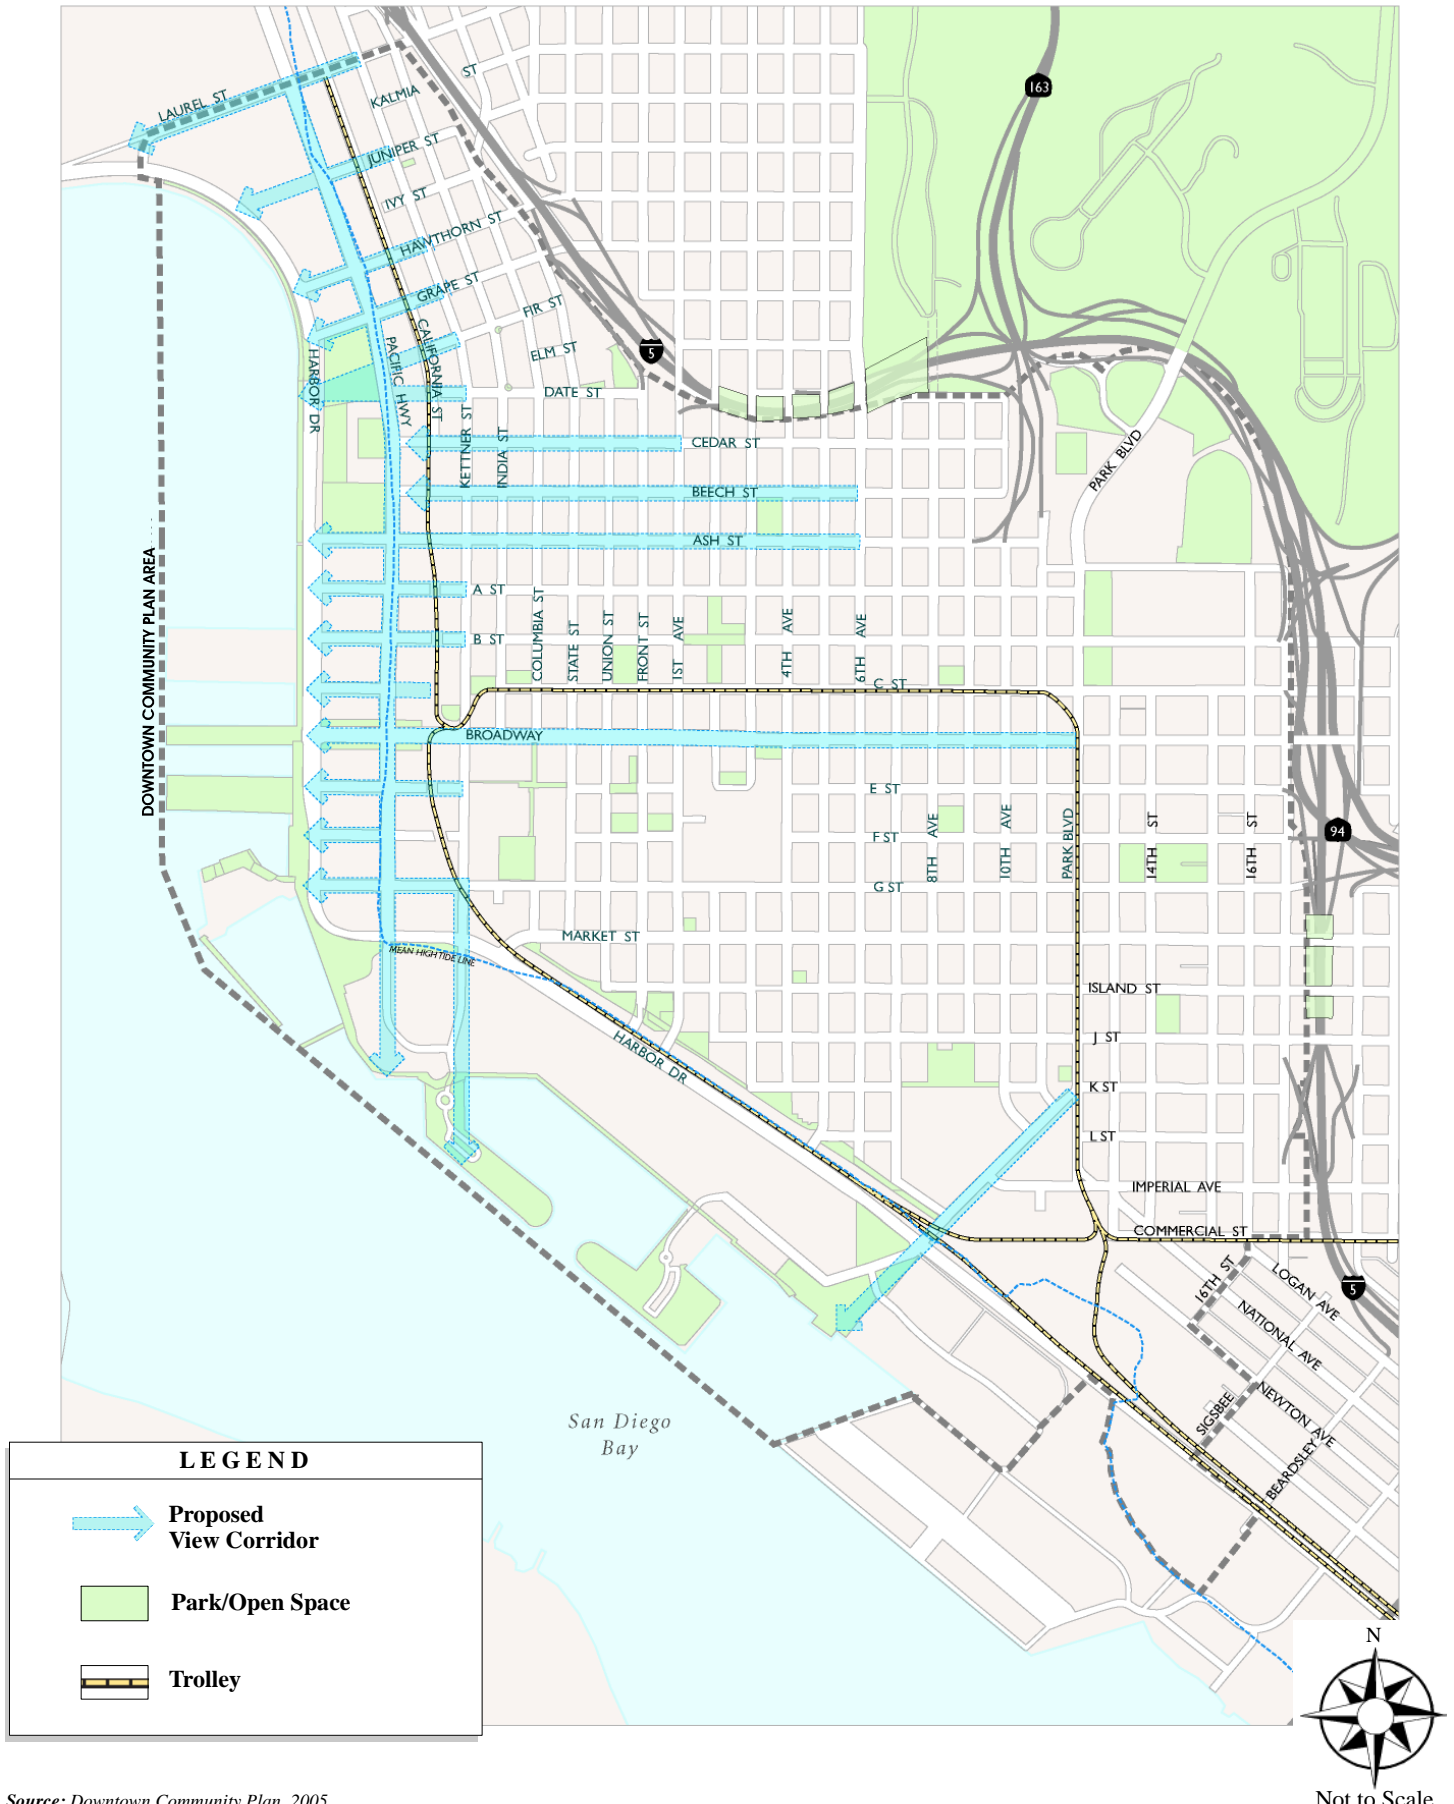 163
ST
KALMIA
LAUREL ST
JUNIPER ST
IVY ST
HAWTHORN ST
GRAPE ST
FIR ST
ELM ST
5
DATE ST
HARBOR DR
PACIFIC HWY
CALIFORNIA ST
KETTNER ST
INDIA ST
CEDAR ST
PARK BLVD
BEECH ST
ASH ST
DOWNTOWN COMMUNITY PLAN AREA
A ST
B ST
COLUMBIA ST
STATE ST
UNION ST
FRONT ST
1ST AVE
4TH AVE
6TH AVE
C ST
BROADWAY
E ST
F ST
G ST
8TH AVE
10TH AVE
PARK BLVD
14TH ST
16TH ST
94
MARKET ST
MEAN HIGH TIDE LINE
ISLAND ST
J ST
HARBOR DR
K ST
L ST
IMPERIAL AVE
COMMERCIAL ST
16TH ST
LOGAN AVE
5
NATIONAL AVE
NEWTON AVE
SIGSBEE
BEARDSLEY
San Diego
Bay
LEGEND
Proposed
View Corridor
Park/Open Space
Trolley
N
Not to Scale
Source: Downtown Community Plan, 2005